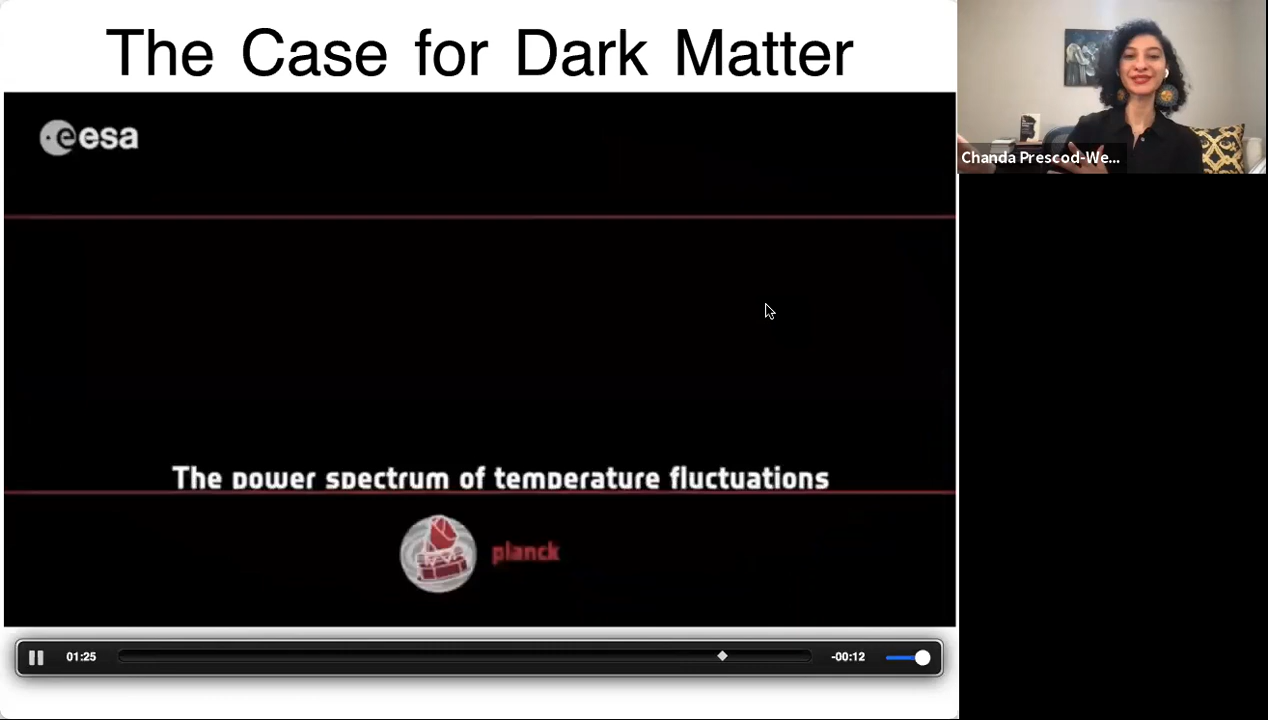 The Case for Dark Matter
esa
The power spectrum of temperature fluctuations
planck
01:25
-00:12
Chanda Prescod-We...